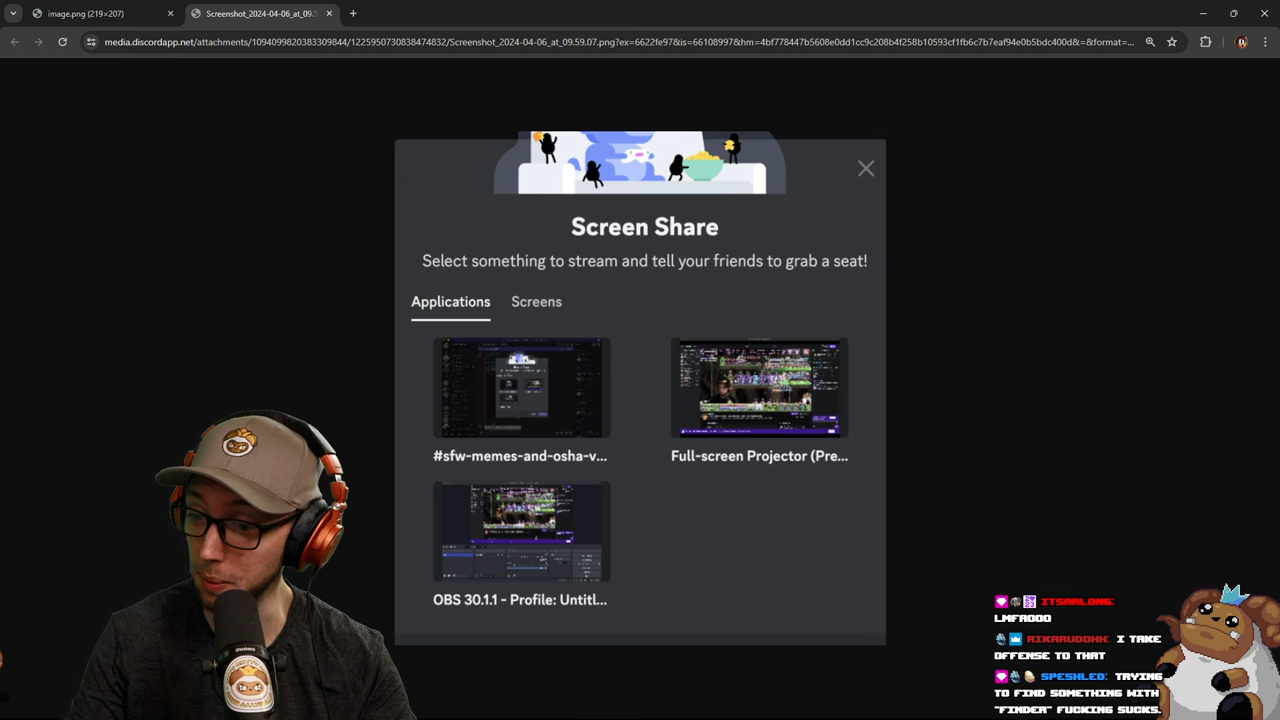 image.png (219×207)
Screenshot_2024-04-06_at_09.5
media.discordapp.net/attachments/1094099820383309844/1225950730838474832/Screenshot_2024-04-06_at_09.59.07.png?ex=6622fe97&is=66108997&hm=4bf778447b5608e0dd1cc9c208b4f258b10593cf1fb6c7b7eaf94e0b5bdc400d&=&format=...
Screen Share
Select something to stream and tell your friends to grab a seat!
Applications Screens
#sfw-memes-and-osha-v...
Full-screen Projector (Pre...
OBS 30.1.1 - Profile: Untitl...
ITSAALONG:
LMFAOOO
RIKARUDOHH: I TAKE
OFFENSE TO THAT
SPESHLED: TRYING
TO FIND SOMETHING WITH
"FINDER" FUCKING SUCKS.